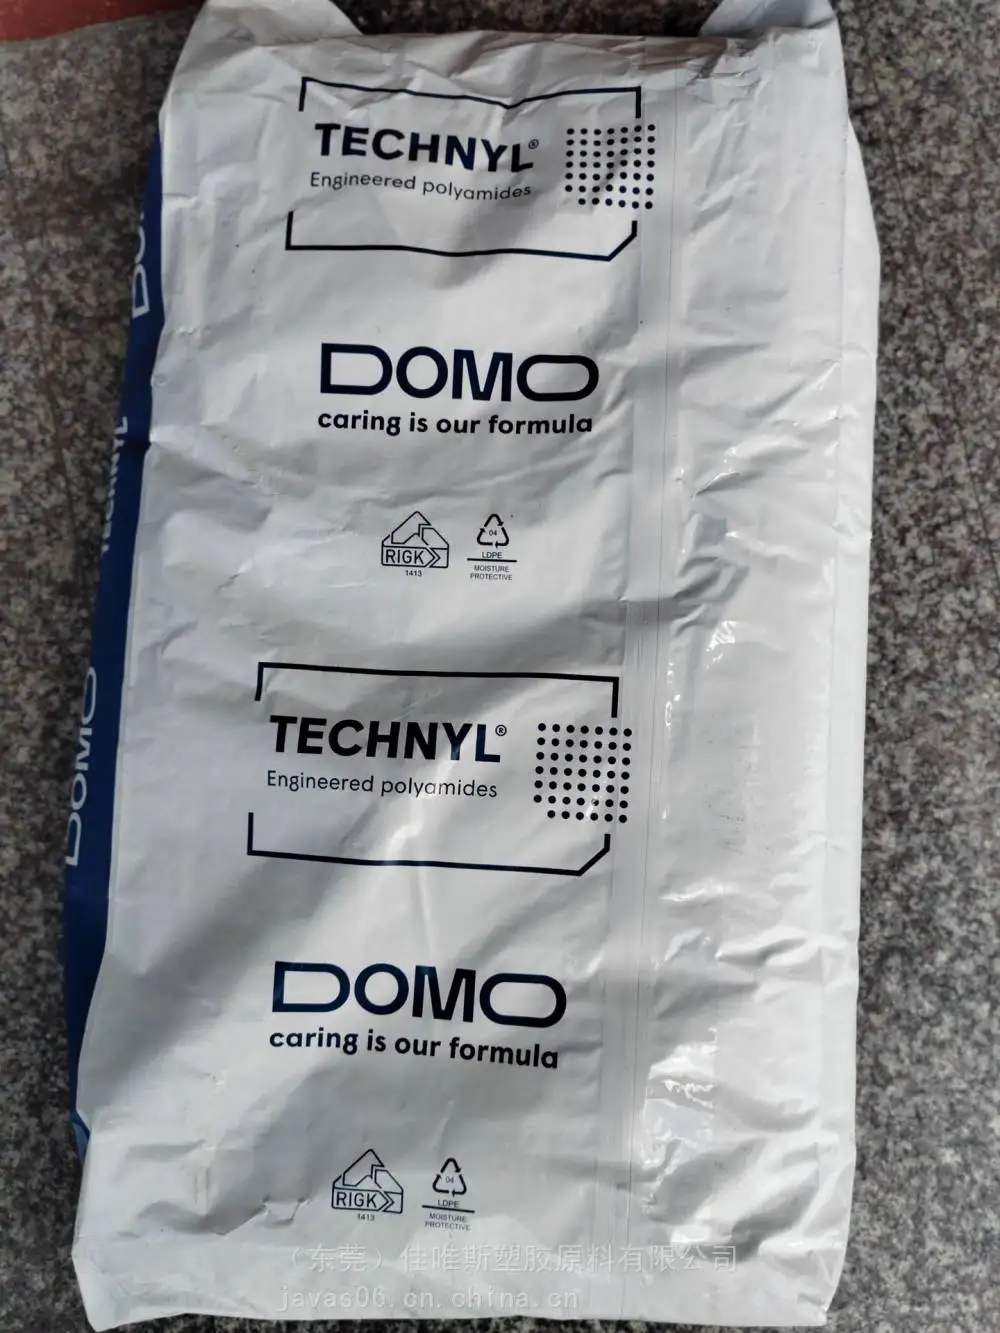 TECHNYL®
Engineered polyamides
DOMO
caring is our formula
RIGK
1413
04
LDPE
MOISTURE
PROTECTIVE
TECHNYL
DOMO
TECHNYL®
Engineered polyamides
DOMO
caring is our formula
RIGK
1413
04
LDPE
MOISTURE
PROTECTIVE
（东莞）佳唯斯塑胶原料有限公司
javas06.cn.china.cn